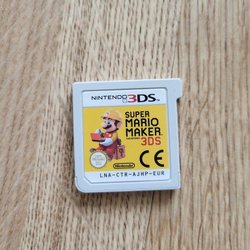 NINTENDO 3DS
SUPER
MARIO
MAKER
3DS
Nintendo
CE
LNA-CTR-AJHP-EUR